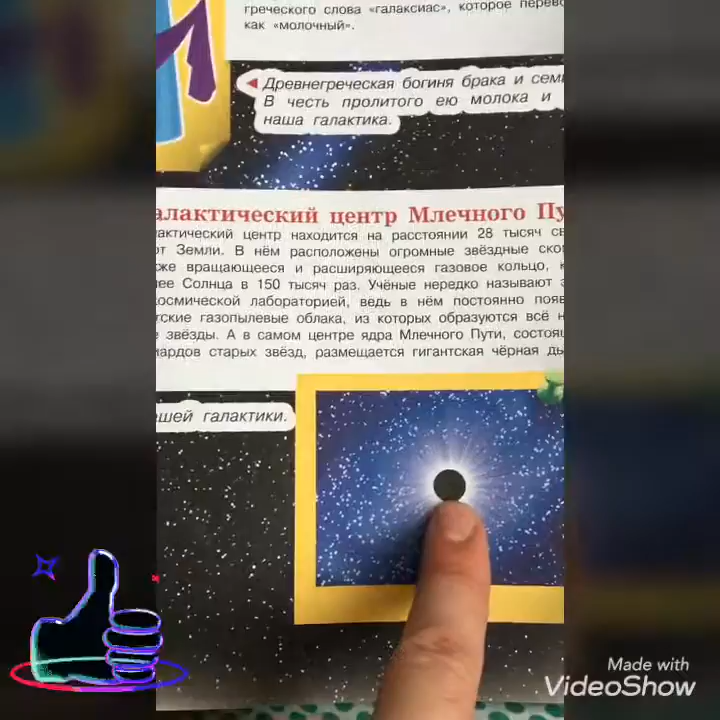 греческого слова «галаксиас», которое перево
как «молочный».
Древнегреческая богиня брака и семь
В честь пролитого ею молока и
наша галактика.
алактический центр Млечного Пу
актический центр находится на расстоянии 28 тысяч св
от Земли. В нём расположены огромные звёздные ско
же вращающееся и расширяющееся газовое кольцо,
ее Солнца в 150 тысяч раз. Учёные нередко называют
космической лабораторией, ведь в нём постоянно появ
тские газопылевые облака, из которых образуются всё н
е звёзды. А в самом центре ядра Млечного Пути, состоя
иардов старых звёзд, размещается гигантская чёрная ды
шей галактики.
Made with
VideoShow